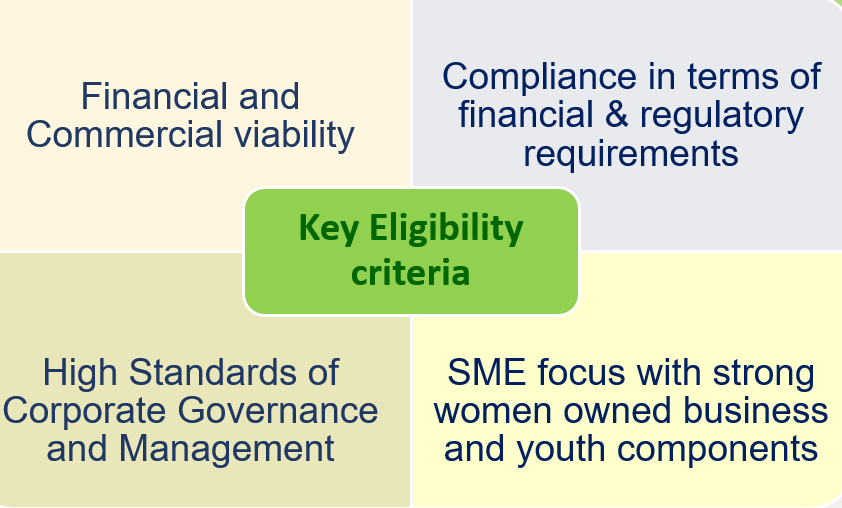 Financial and
Commercial viability
Compliance in terms of
financial & regulatory
requirements
Key Eligibility
criteria
High Standards of
Corporate Governance
and Management
SME focus with strong
women owned business
and youth components